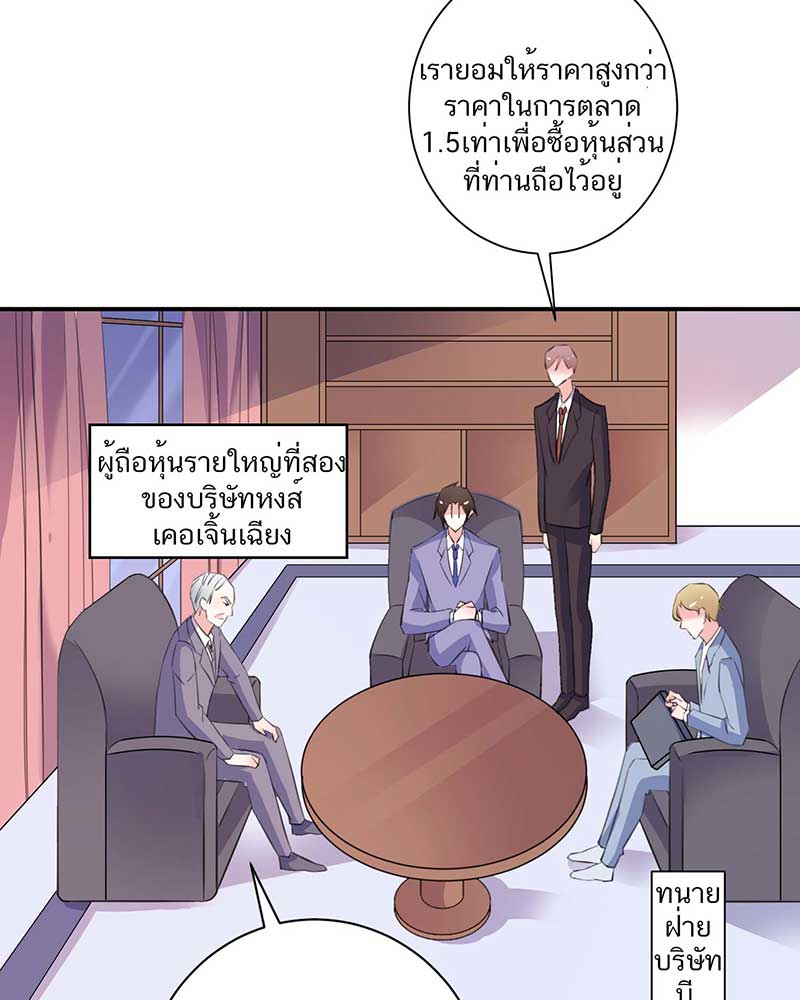 เรายอมให้ราคาสูงกว่า
ราคาในการตลาด
1.5เท่าเพื่อซื้อหุ้นส่วน
ที่ท่านถือไว้อยู่
ผู้ถือหุ้นรายใหญ่ที่สอง
ของบริษัทหงส์
เคอเจิ้นเฉียง
ทนาย
ฝ่าย
บริษัท
มี